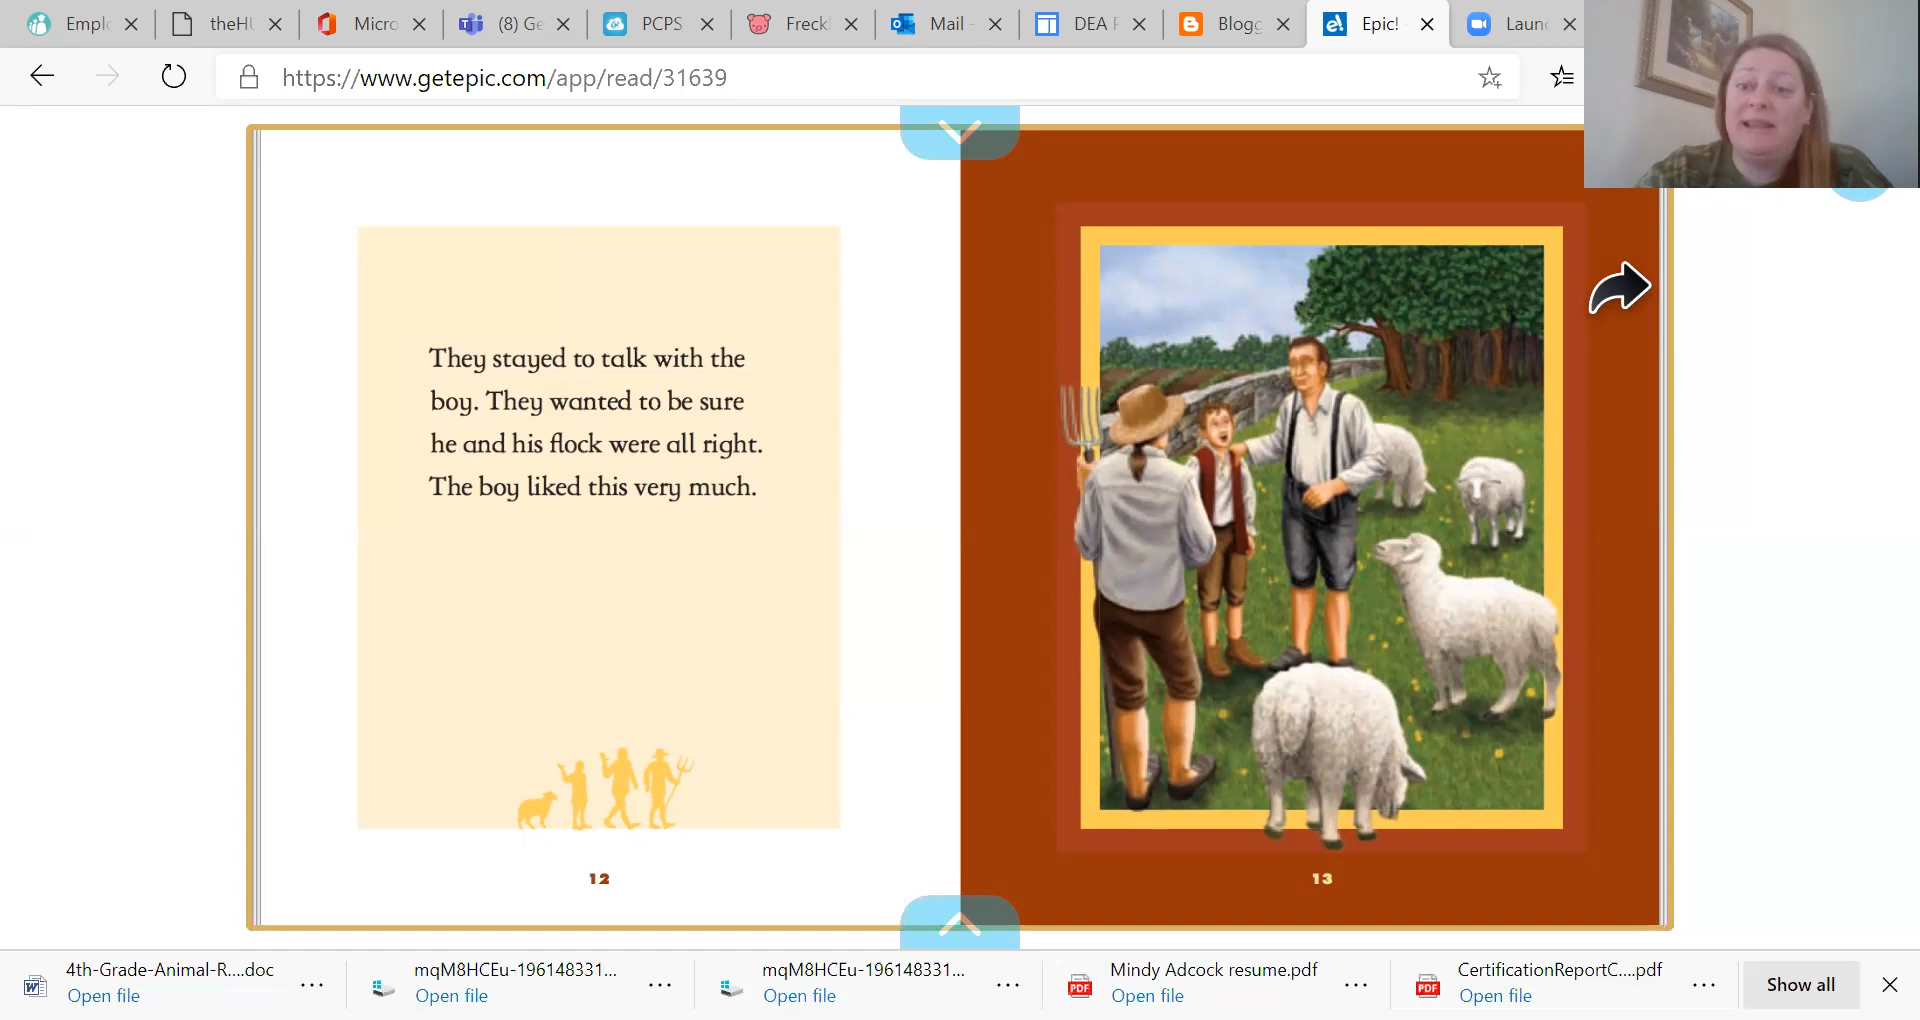 Emplo
theHU
Micro
(8) Ge
PCPS
Freckl
Mail -
DEA F
Blogg
Epic!
Laun
https://www.getepic.com/app/read/31639
They stayed to talk with the
boy. They wanted to be sure
he and his flock were all right.
The boy liked this very much.
12
13
4th-Grade-Animal-R....doc
Open file
mqM8HCEu-196148331...
Open file
mqM8HCEu-196148331...
Open file
Mindy Adcock resume.pdf
Open file
CertificationReportC....pdf
Open file
Show all